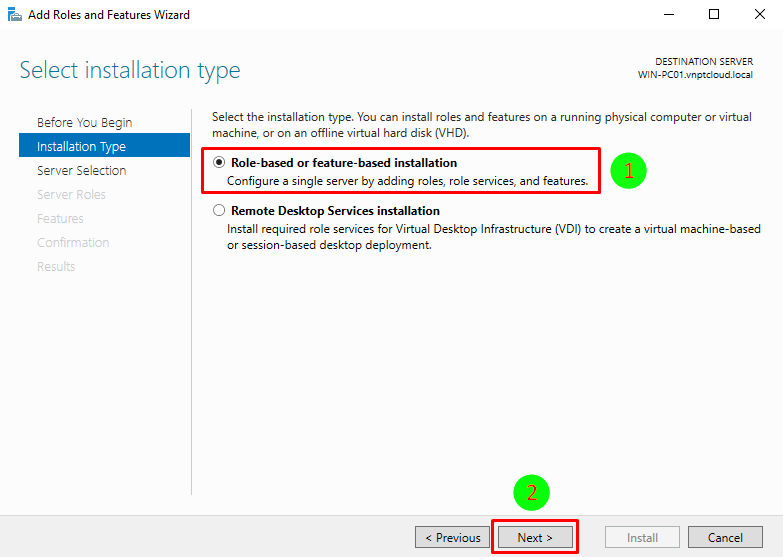 Add Roles and Features Wizard
Select installation type
DESTINATION SERVER
WIN-PC01.vnptcloud.local
Before You Begin
Installation Type
Server Selection
Server Roles
Features
Confirmation
Results
Select the installation type. You can install roles and features on a running physical computer or virtual
machine, or on an offline virtual hard disk (VHD).
Role-based or feature-based installation
Configure a single server by adding roles, role services, and features.
1
Remote Desktop Services installation
Install required role services for Virtual Desktop Infrastructure (VDI) to create a virtual machine-based
or session-based desktop deployment.
2
< Previous
Next >
Install
Cancel